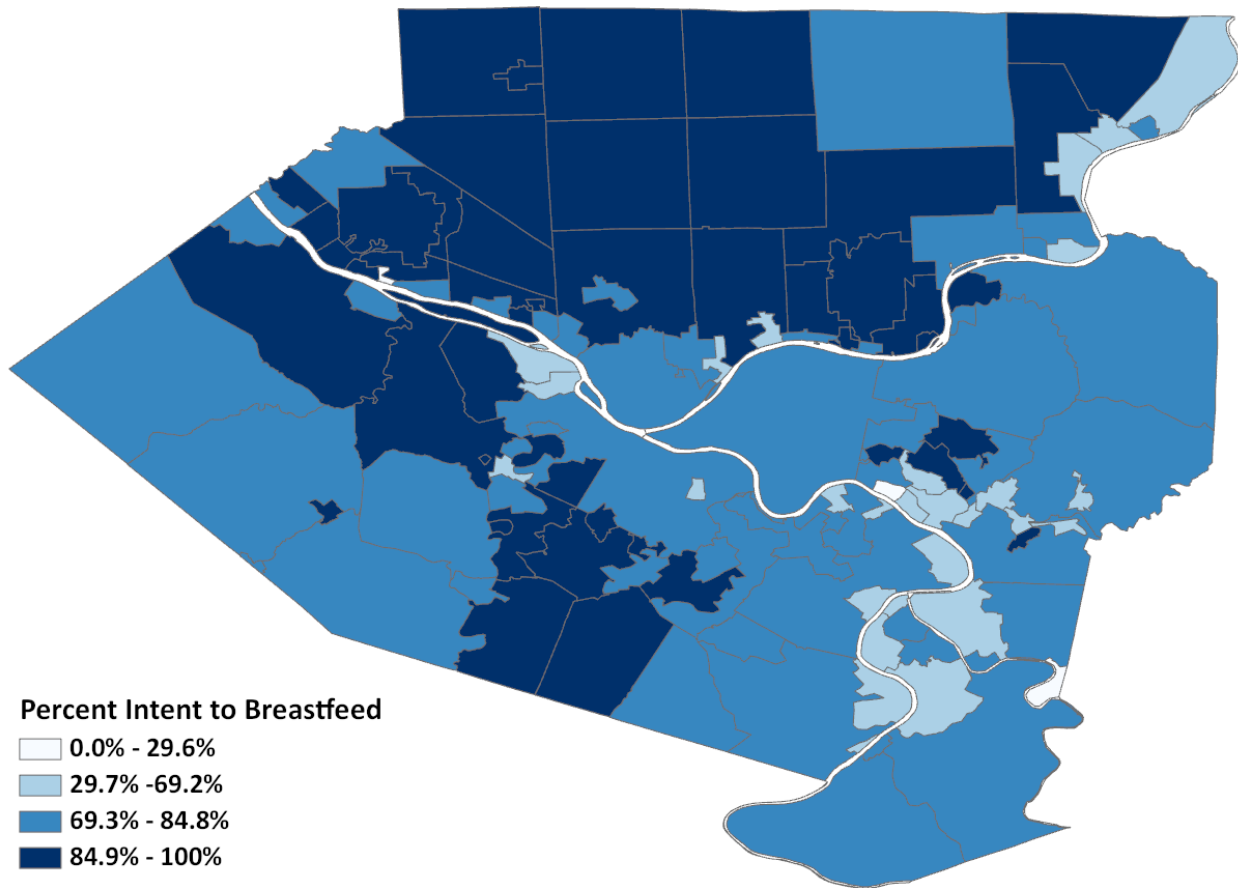 Percent Intent to Breastfeed
0.0% - 29.6%
29.7% -69.2%
69.3% - 84.8%
84.9% - 100%